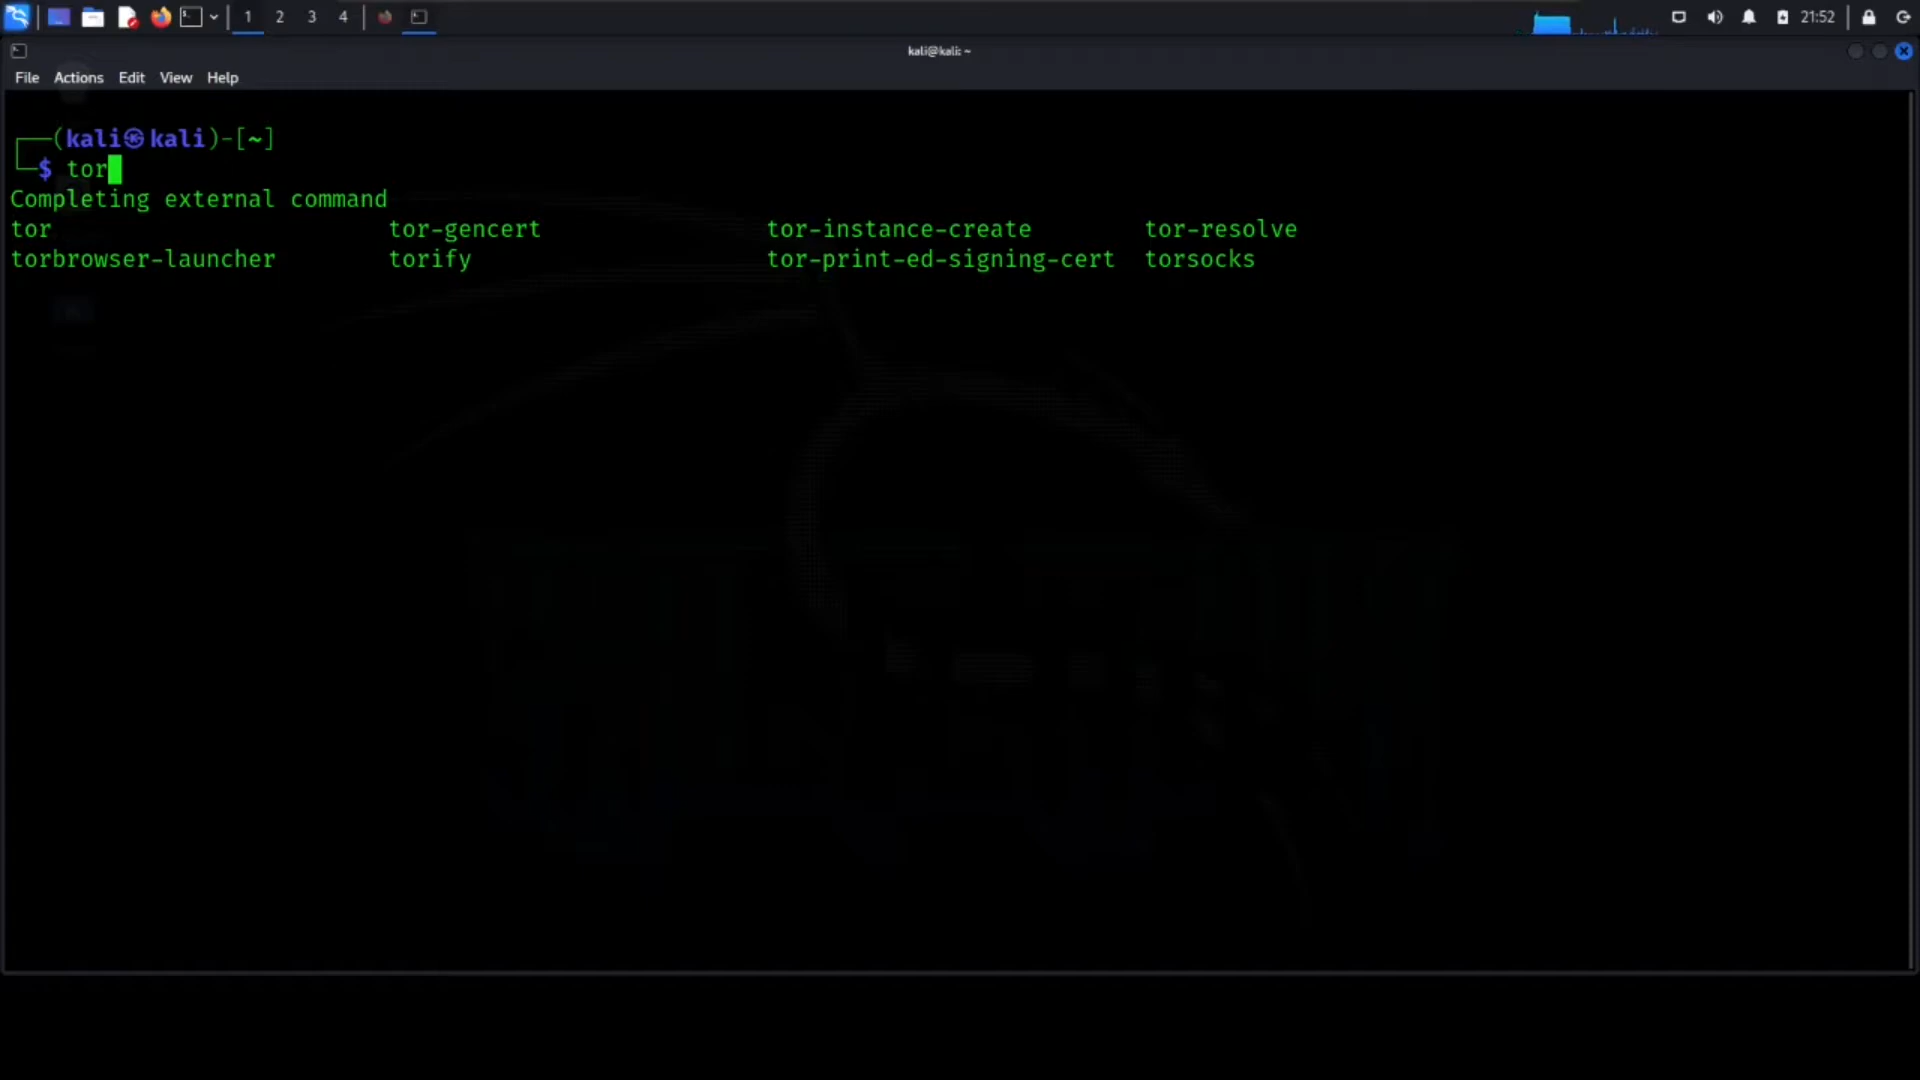 1 2 3 4 21:52
kali@kali: ~
File Actions Edit View Help
┌──(kali㉿kali)-[~]
└─$ tor
Completing external command
tor tor-gencert tor-instance-create tor-resolve
torbrowser-launcher torify tor-print-ed-signing-cert torsocks